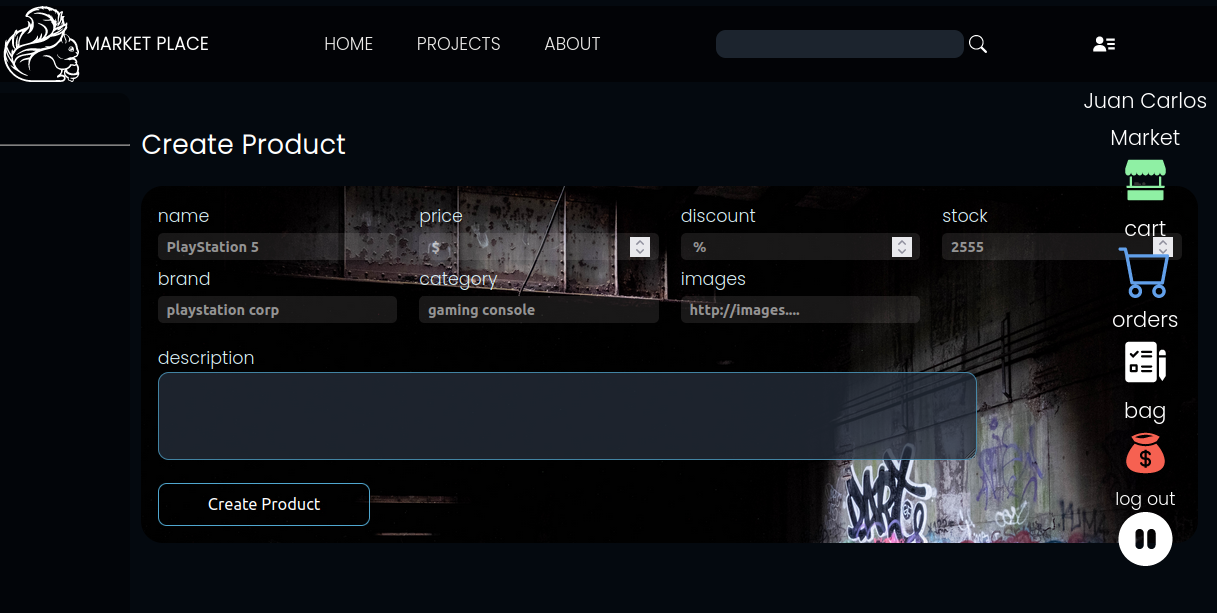 MARKET PLACE HOME PROJECTS ABOUT
Juan Carlos
Market
cart
orders
bag
$
log out
Create Product
name price discount stock
PlayStation 5 $ % 2555
brand category images
playstation corp gaming console http://images....
description
Create Product
DARK